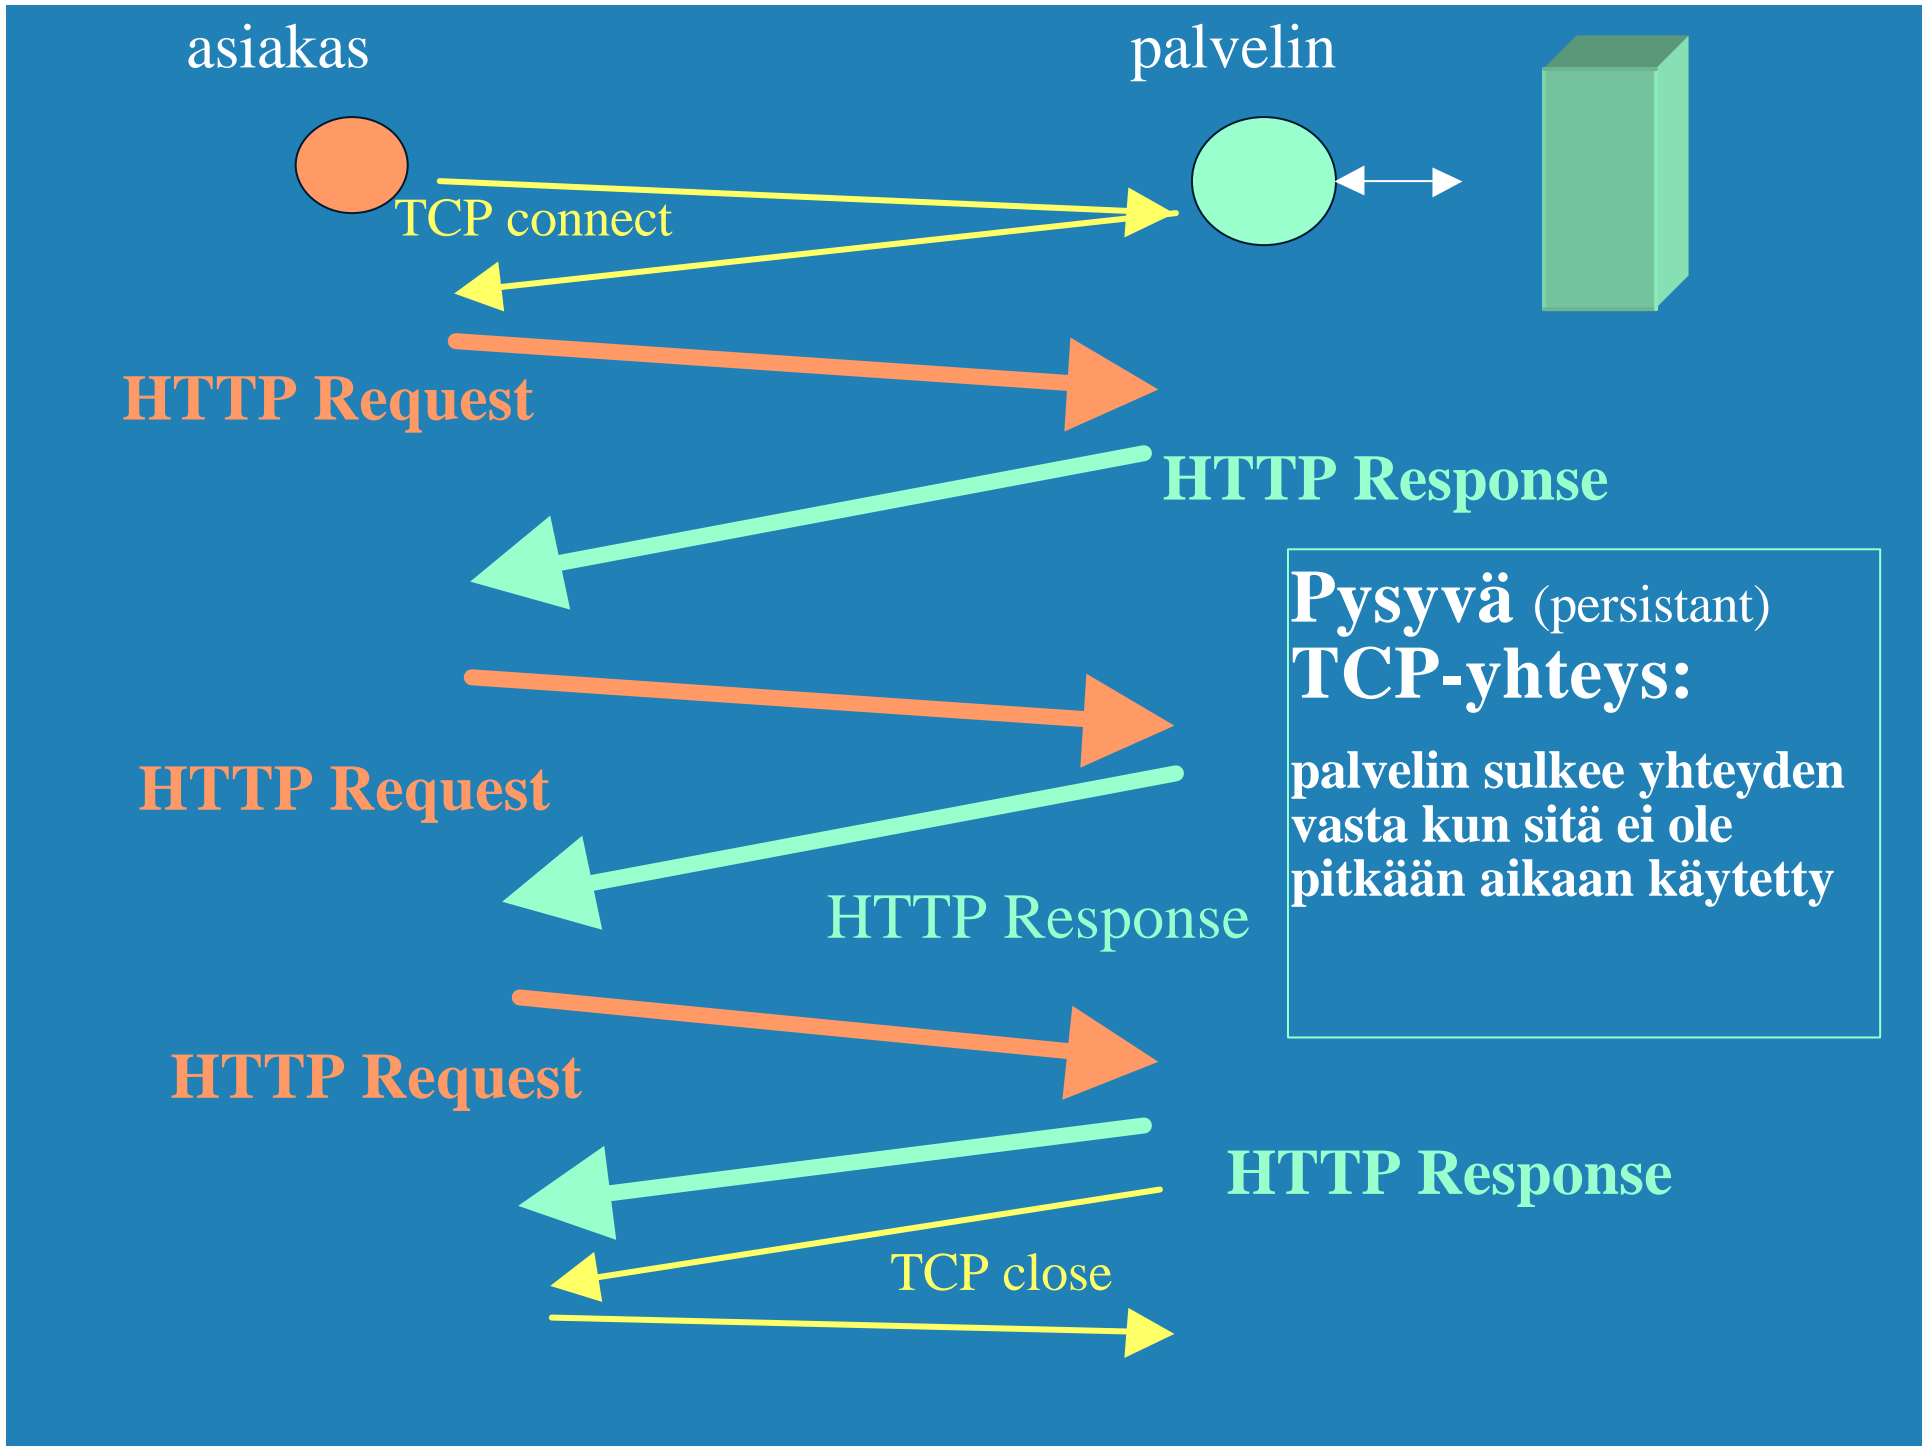 asiakas
palvelin
TCP connect
HTTP Request
HTTP Response
Pysyvä (persistant)
TCP-yhteys:
palvelin sulkee yhteyden
vasta kun sitä ei ole
pitkään aikaan käytetty
HTTP Request
HTTP Response
HTTP Request
HTTP Response
TCP close